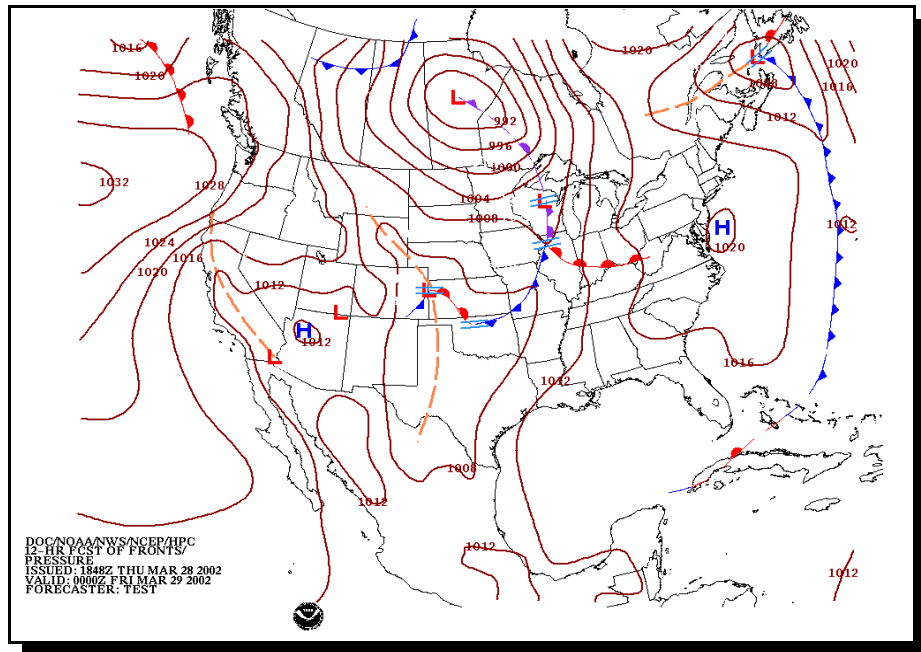 1016
1020
1020
1020
1008
1016
1012
992
996
1000
1032
1028
1004
1008
1012
1024
1016
1020
1020
1012
1012
1016
1012
1008
1012
1012
1012
L
L
L
L
L
L
H
H
DOC/NOAA/NWS/NCEP/HPC
12-HR FCST OF FRONTS/
PRESSURE
ISSUED: 1848Z THU MAR 28 2002
VALID: 0000Z FRI MAR 29 2002
FORECASTER: TEST